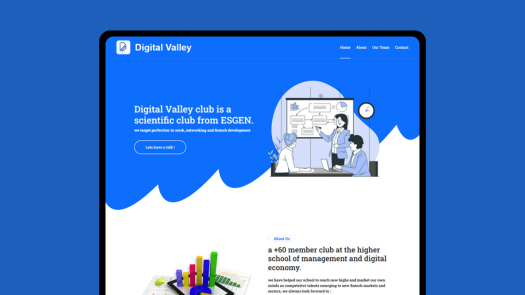 Digital Valley
Home About Our Team Contact
Digital Valley club is a
scientific club from ESGEN.
we target perfection in work, networking and fintech development
Lets have a talk !
About Us
a +60 member club at the higher
school of management and digital
economy.
we have helped our school to reach new highs and market our own
minds as competetive talents emerging to new fintech markets and
sectors, we always look forward to :